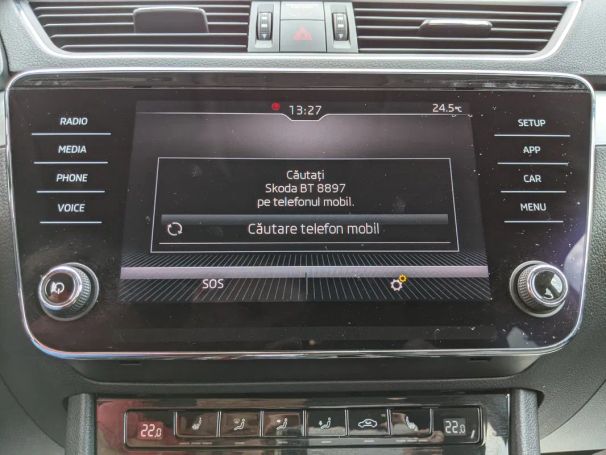 13:27
24.5°C
RADIO
MEDIA
PHONE
VOICE
Căutați
Skoda BT 8897
pe telefonul mobil.
Căutare telefon mobil
SOS
SETUP
APP
CAR
MENU
22.0
22.0